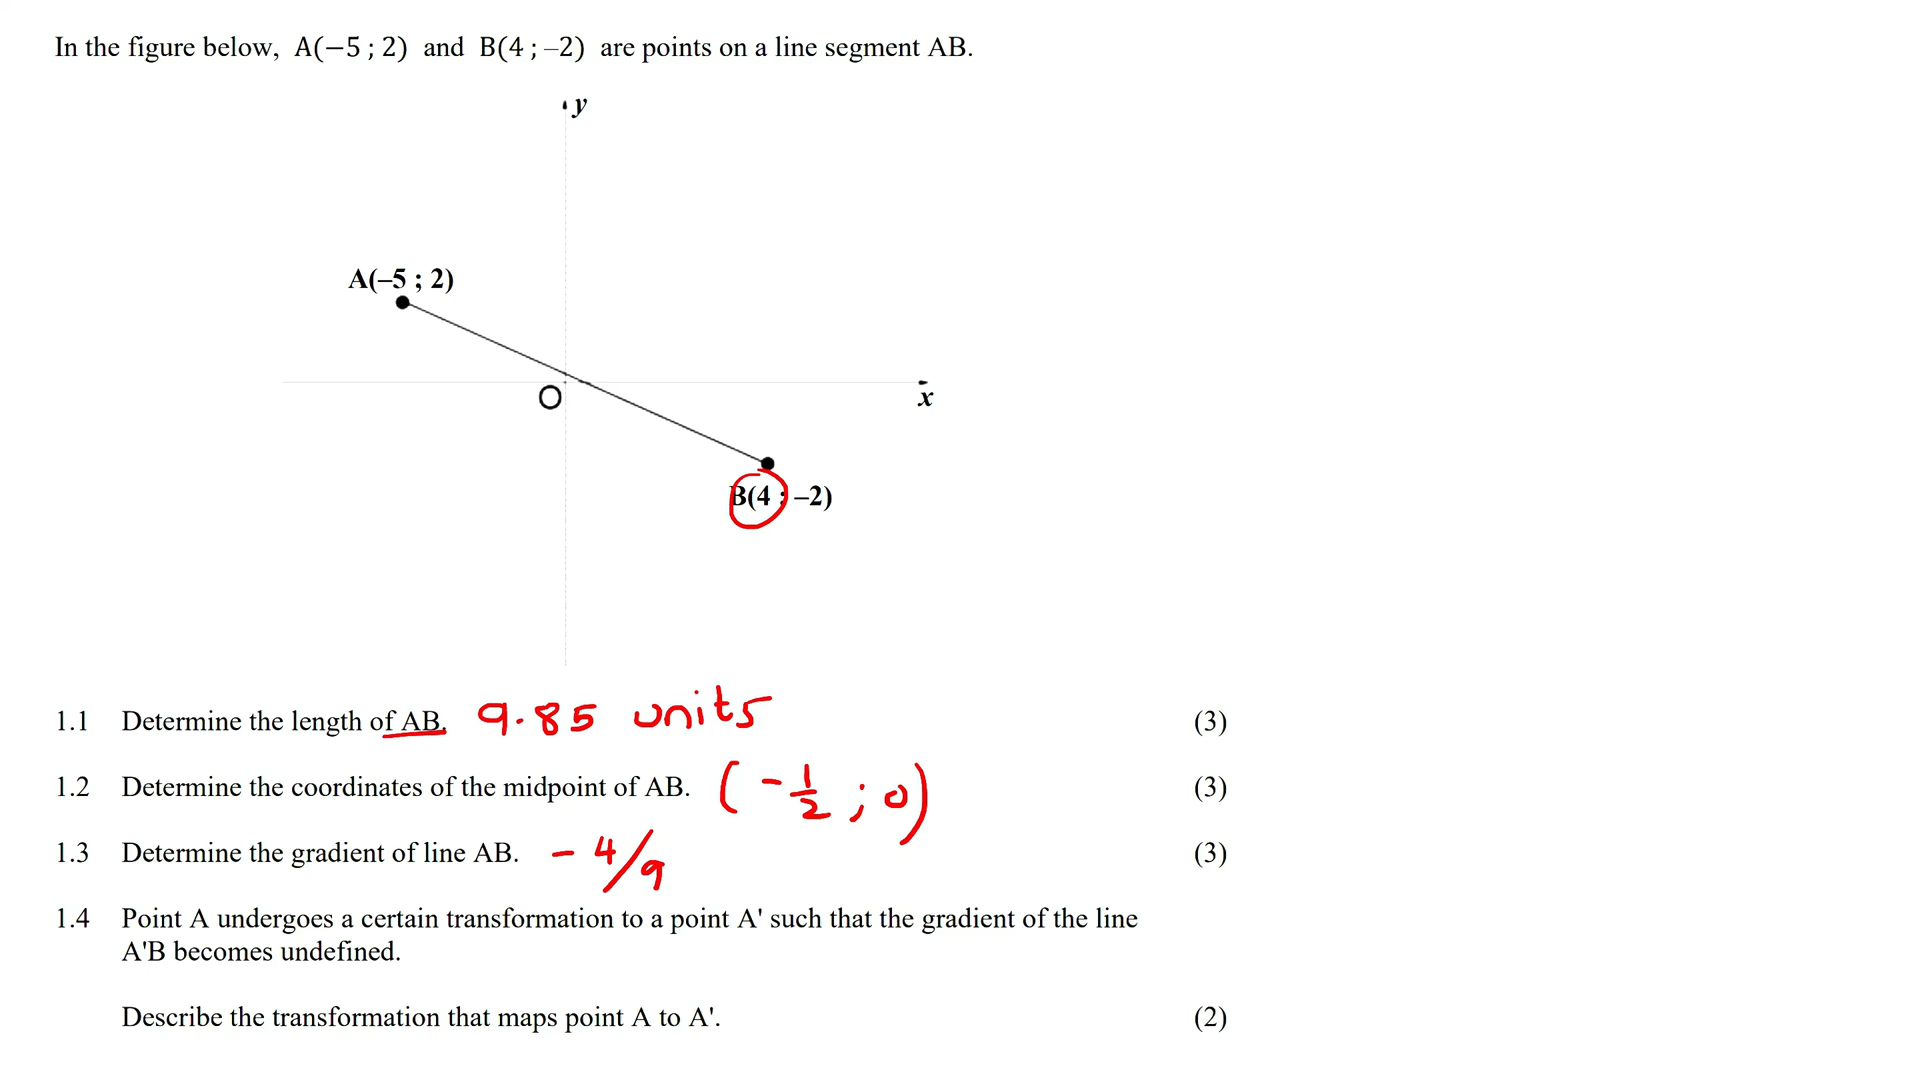 In the figure below, A(−5 ; 2) and B(4 ; –2) are points on a line segment AB.
y
A(–5 ; 2)
O
x
B(4 ; –2)
1.1 Determine the length of AB. 9.85 units (3)
1.2 Determine the coordinates of the midpoint of AB. (-1/2 ; 0) (3)
1.3 Determine the gradient of line AB. - 4/9 (3)
1.4 Point A undergoes a certain transformation to a point A' such that the gradient of the line
A'B becomes undefined.
Describe the transformation that maps point A to A'. (2)